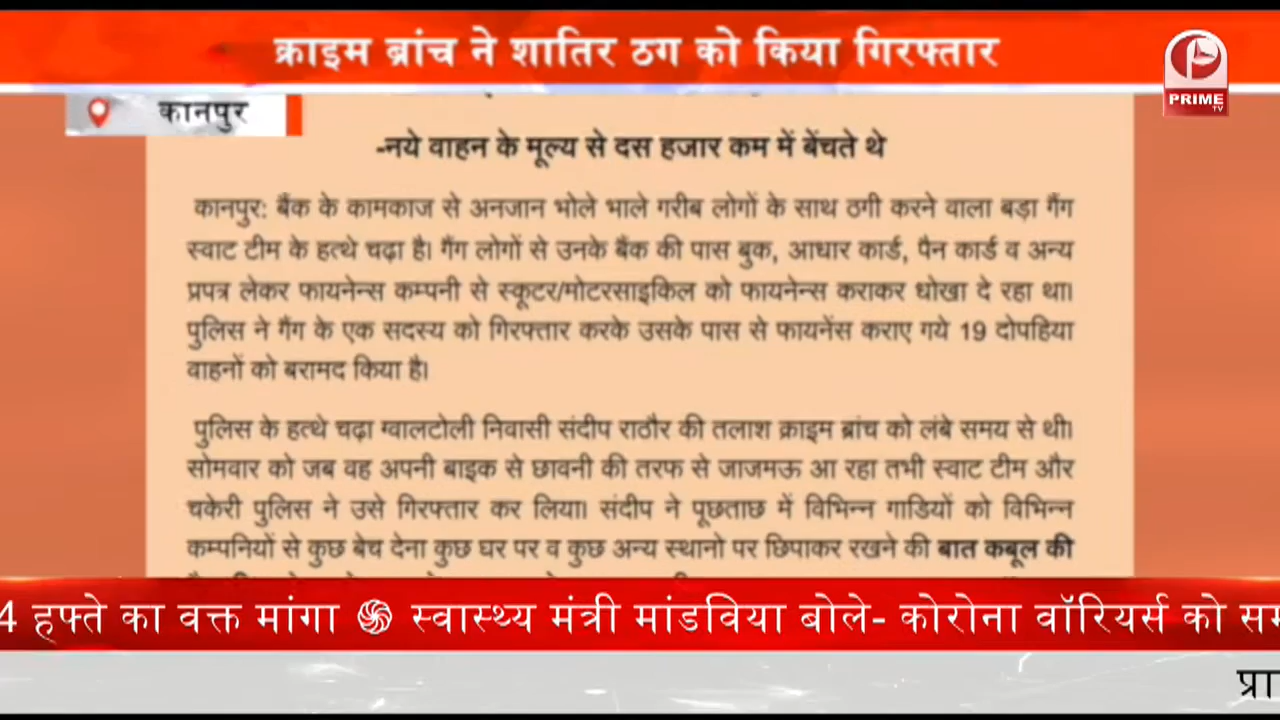 क्राइम ब्रांच ने शातिर ठग को किया गिरफ्तार
PRIME
TV
कानपुर
-नये वाहन के मूल्य से दस हजार कम में बेंचते थे
कानपुर: बैंक के कामकाज से अनजान भोले भाले गरीब लोगों के साथ ठगी करने वाला बड़ा गैंग
स्वाट टीम के हत्थे चढ़ा है। गैंग लोगों से उनके बैंक की पास बुक, आधार कार्ड, पैन कार्ड व अन्य
प्रपत्र लेकर फायनेन्स कम्पनी से स्कूटर/मोटरसाइकिल को फायनेन्स कराकर धोखा दे रहा था।
पुलिस ने गैंग के एक सदस्य को गिरफ्तार करके उसके पास से फायनेंस कराए गये 19 दोपहिया
वाहनों को बरामद किया है।
पुलिस के हत्थे चढ़ा ग्वालटोली निवासी संदीप राठौर की तलाश क्राइम ब्रांच को लंबे समय से थी।
सोमवार को जब वह अपनी बाइक से छावनी की तरफ से जाजमऊ आ रहा तभी स्वाट टीम और
चकेरी पुलिस ने उसे गिरफ्तार कर लिया। संदीप ने पूछताछ में विभिन्न गाडियों को विभिन्न
कम्पनियों से कुछ बेच देना कुछ घर पर व कुछ अन्य स्थानो पर छिपाकर रखने की बात कबूल की
4 हफ्ते का वक्त मांगा स्वास्थ्य मंत्री मांडविया बोले- कोरोना वॉरियर्स को सम
प्रा